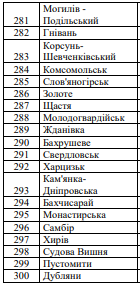 Могилів -
281 Подільський
282 Гнівань
Корсунь-
283 Шевченківський
284 Комсомольськ
285 Слов'яногірськ
286 Золоте
287 Щастя
288 Молодогвардійськ
289 Жданівка
290 Бахрушеве
291 Свердловськ
292 Харцизьк
Кам'янка-
293 Дніпровська
294 Бахчисарай
295 Монастириська
296 Самбір
297 Хирів
298 Судова Вишня
299 Пустомити
300 Дубляни